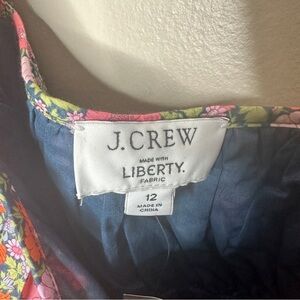 J.CREW
MADE WITH
LIBERTY.
FABRIC
12
MADE IN
CHINA